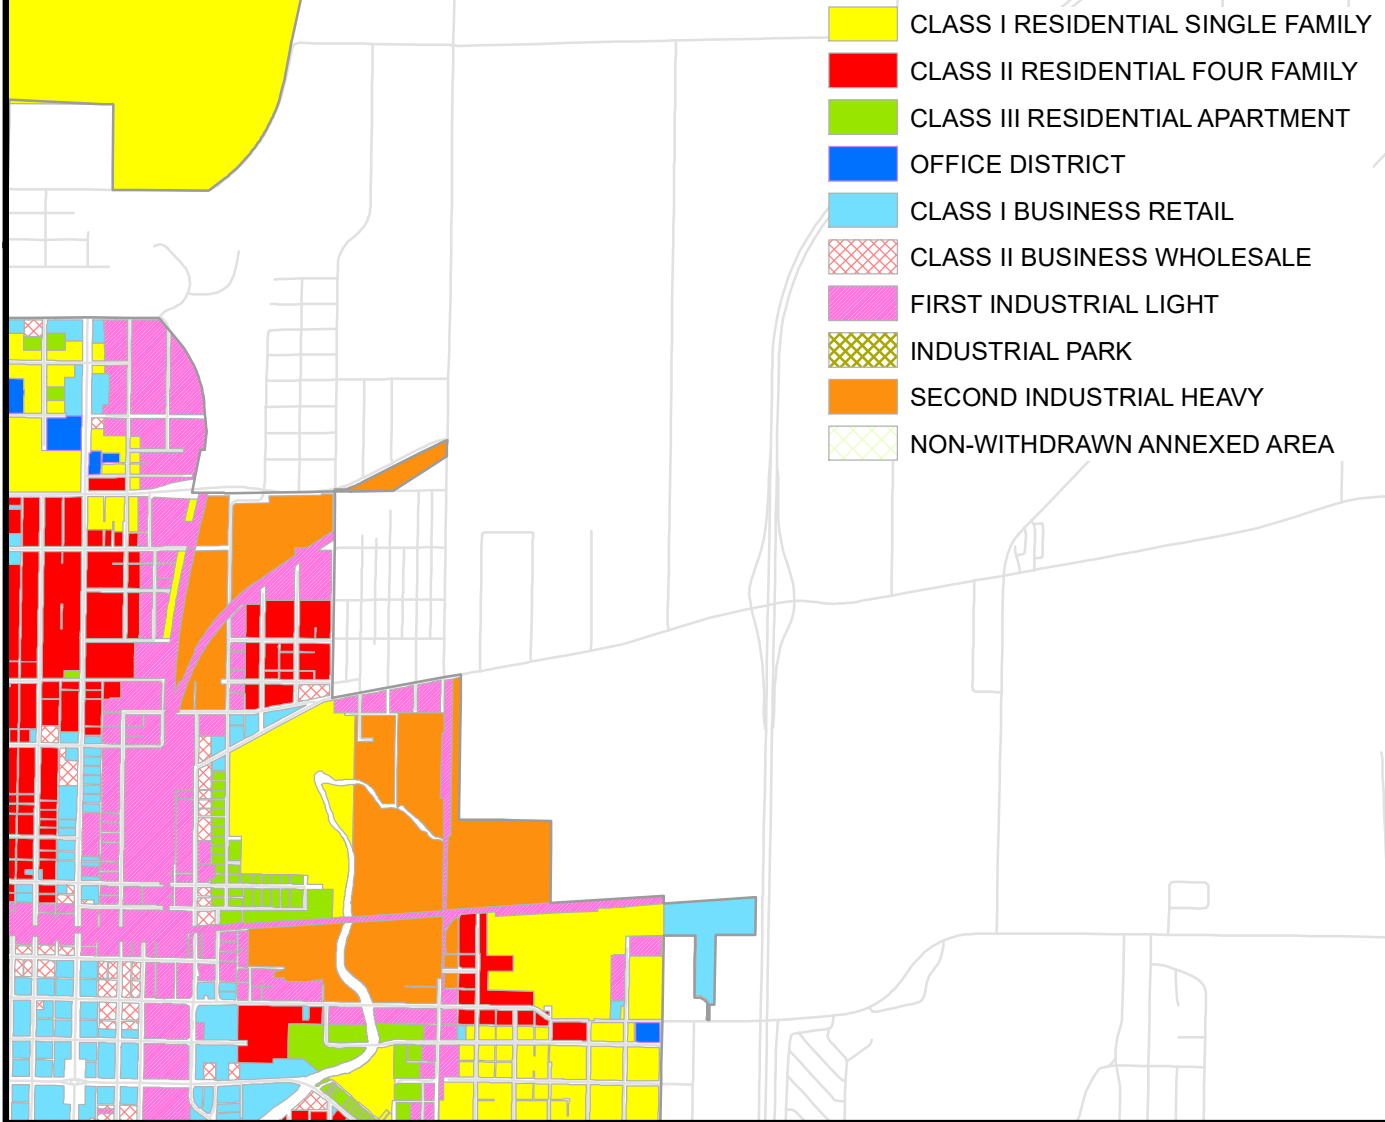 CLASS I RESIDENTIAL SINGLE FAMILY
CLASS II RESIDENTIAL FOUR FAMILY
CLASS III RESIDENTIAL APARTMENT
OFFICE DISTRICT
CLASS I BUSINESS RETAIL
CLASS II BUSINESS WHOLESALE
FIRST INDUSTRIAL LIGHT
INDUSTRIAL PARK
SECOND INDUSTRIAL HEAVY
NON-WITHDRAWN ANNEXED AREA